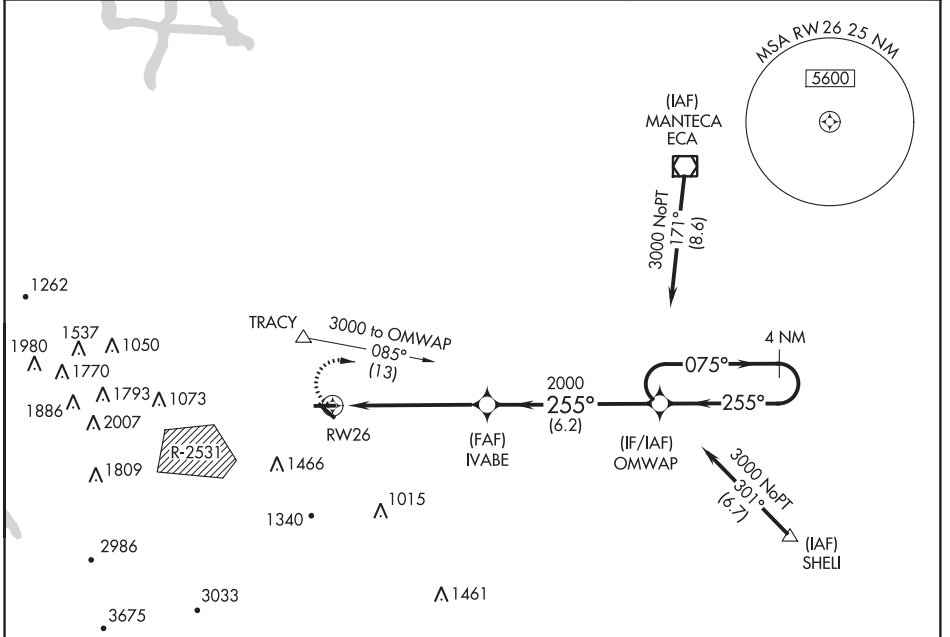 MSA RW26 25 NM
5600
(IAF)
MANTECA
ECA
3000 NoPT
171°
(8.6)
1262
1980
1537
1050
1770
1886
1793
1073
2007
R-2531
1809
1466
1340
1015
2986
3033
3675
1461
TRACY
3000 to OMWAP
085°
(13)
RW26
(FAF)
IVABE
2000
255°
(6.2)
(IF/IAF)
OMWAP
075°
255°
4 NM
3000 NoPT
301°
(6.7)
(IAF)
SHELI